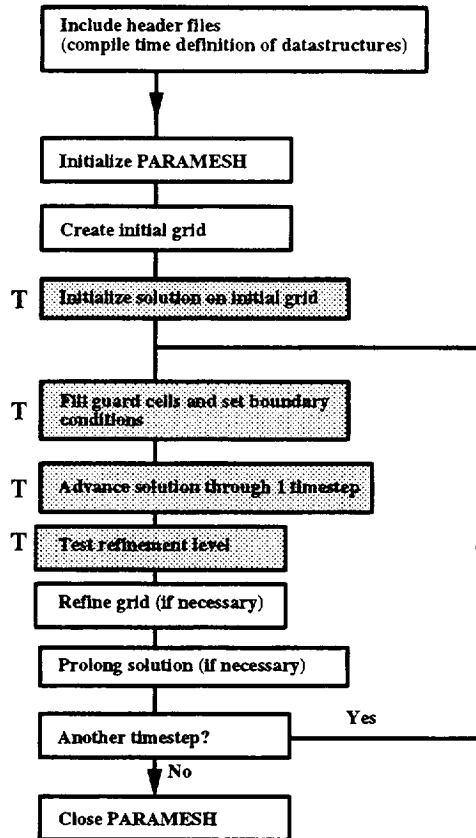 Include header files
(compile time definition of datastructures)
Initialize PARAMESH
Create initial grid
T Initialize solution on initial grid
T Fill guard cells and set boundary
conditions
T Advance solution through 1 timestep
T Test refinement level
Refine grid (if necessary)
Prolong solution (if necessary)
Yes
Another timestep?
No
Close PARAMESH